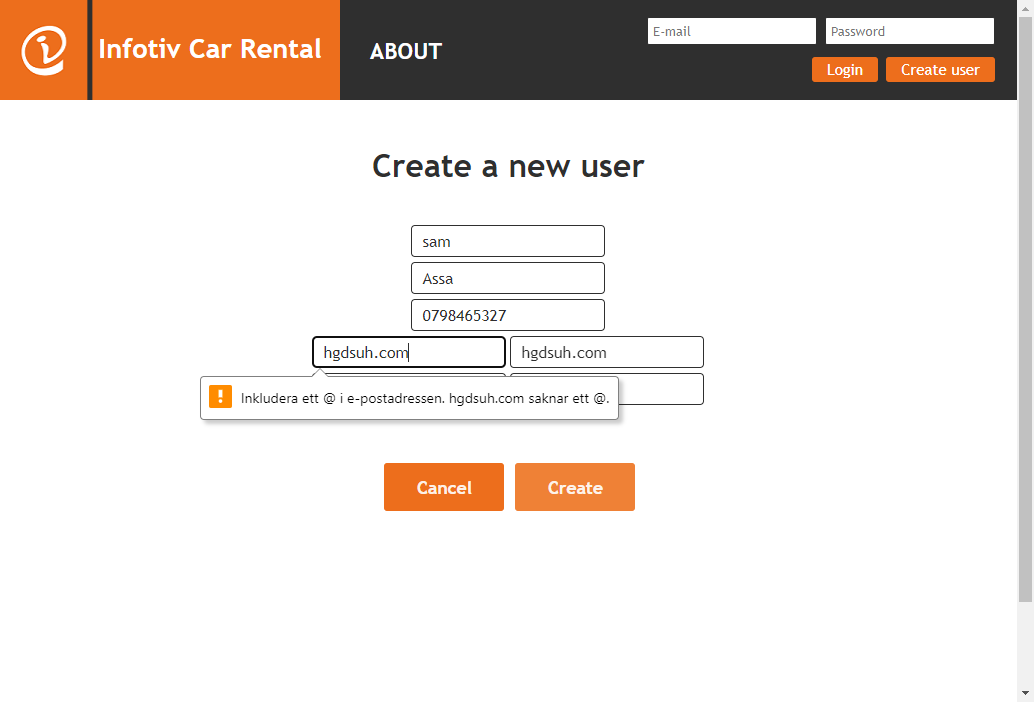 Infotiv Car Rental
ABOUT
E-mail
Password
Login
Create user
Create a new user
sam
Assa
0798465327
hgdsuh.com
hgdsuh.com
Inkludera ett @ i e-postadressen. hgdsuh.com saknar ett @.
Cancel
Create